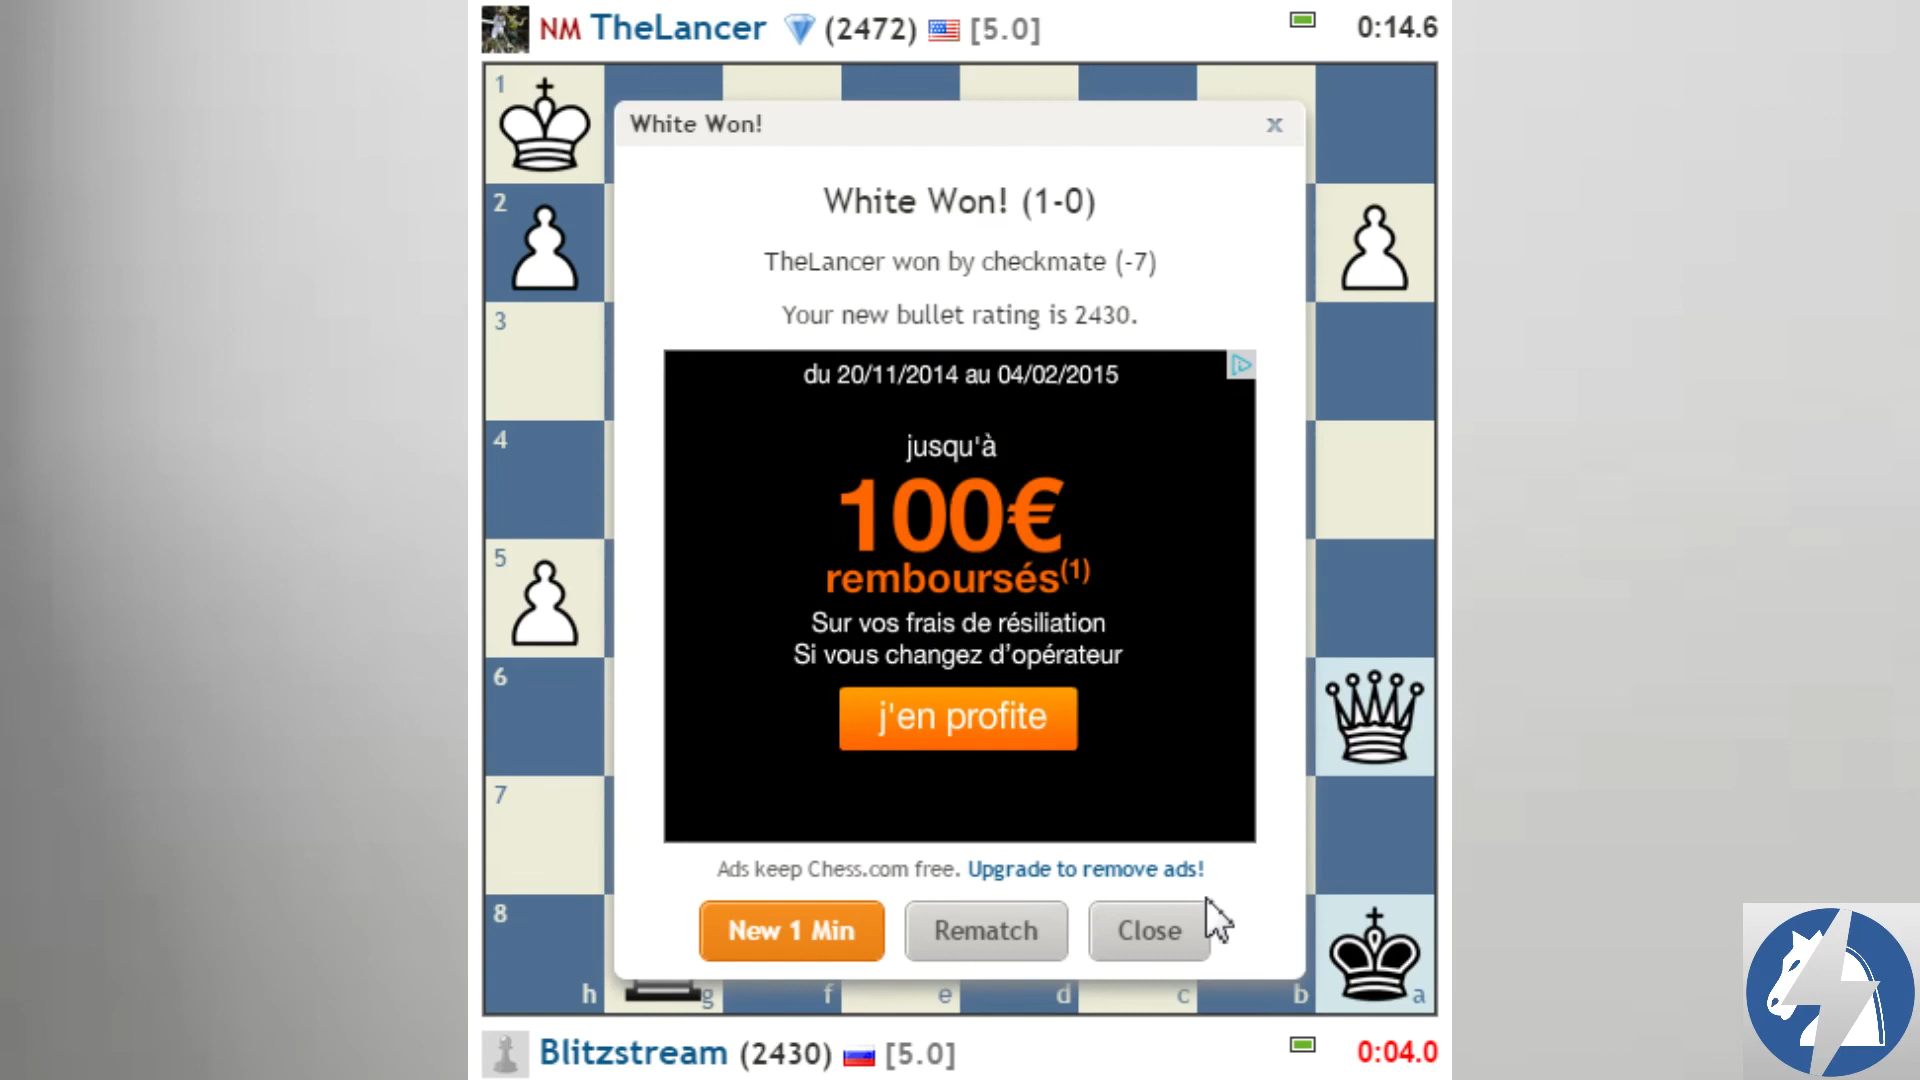 NM TheLancer (2472) [5.0] 0:14.6
1
White Won! x
White Won! (1-0)
2
TheLancer won by checkmate (-7)
Your new bullet rating is 2430.
3
du 20/11/2014 au 04/02/2015
jusqu'à
4
100€
remboursés(1)
5
Sur vos frais de résiliation
Si vous changez d'opérateur
6
j'en profite
7
Ads keep Chess.com free. Upgrade to remove ads!
8
New 1 Min Rematch Close
h g f e d c b a
Blitzstream (2430) [5.0] 0:04.0